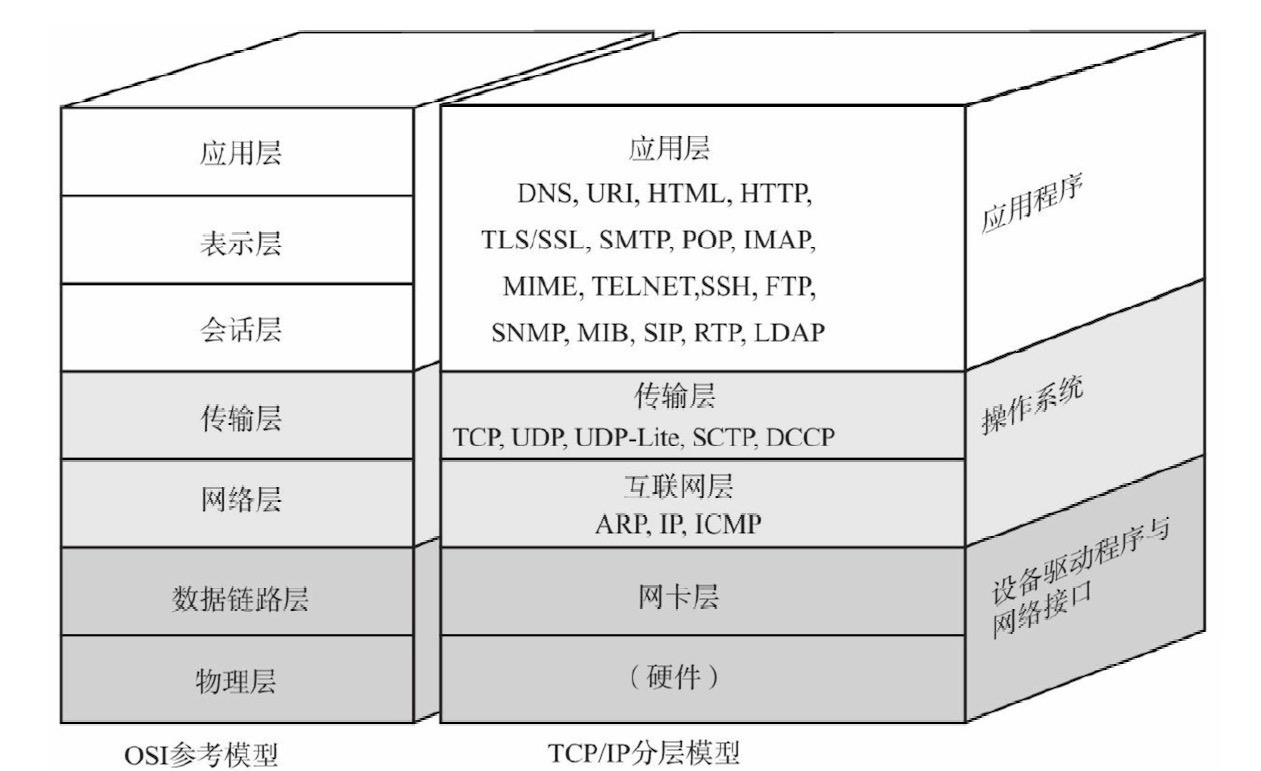 应用层
表示层
会话层
传输层
网络层
数据链路层
物理层
OSI参考模型
应用层
DNS, URI, HTML, HTTP,
TLS/SSL, SMTP, POP, IMAP,
MIME, TELNET,SSH, FTP,
SNMP, MIB, SIP, RTP, LDAP
传输层
TCP, UDP, UDP-Lite, SCTP, DCCP
互联网层
ARP, IP, ICMP
网卡层
（硬件）
TCP/IP分层模型
应用程序
操作系统
设备驱动程序与
网络接口